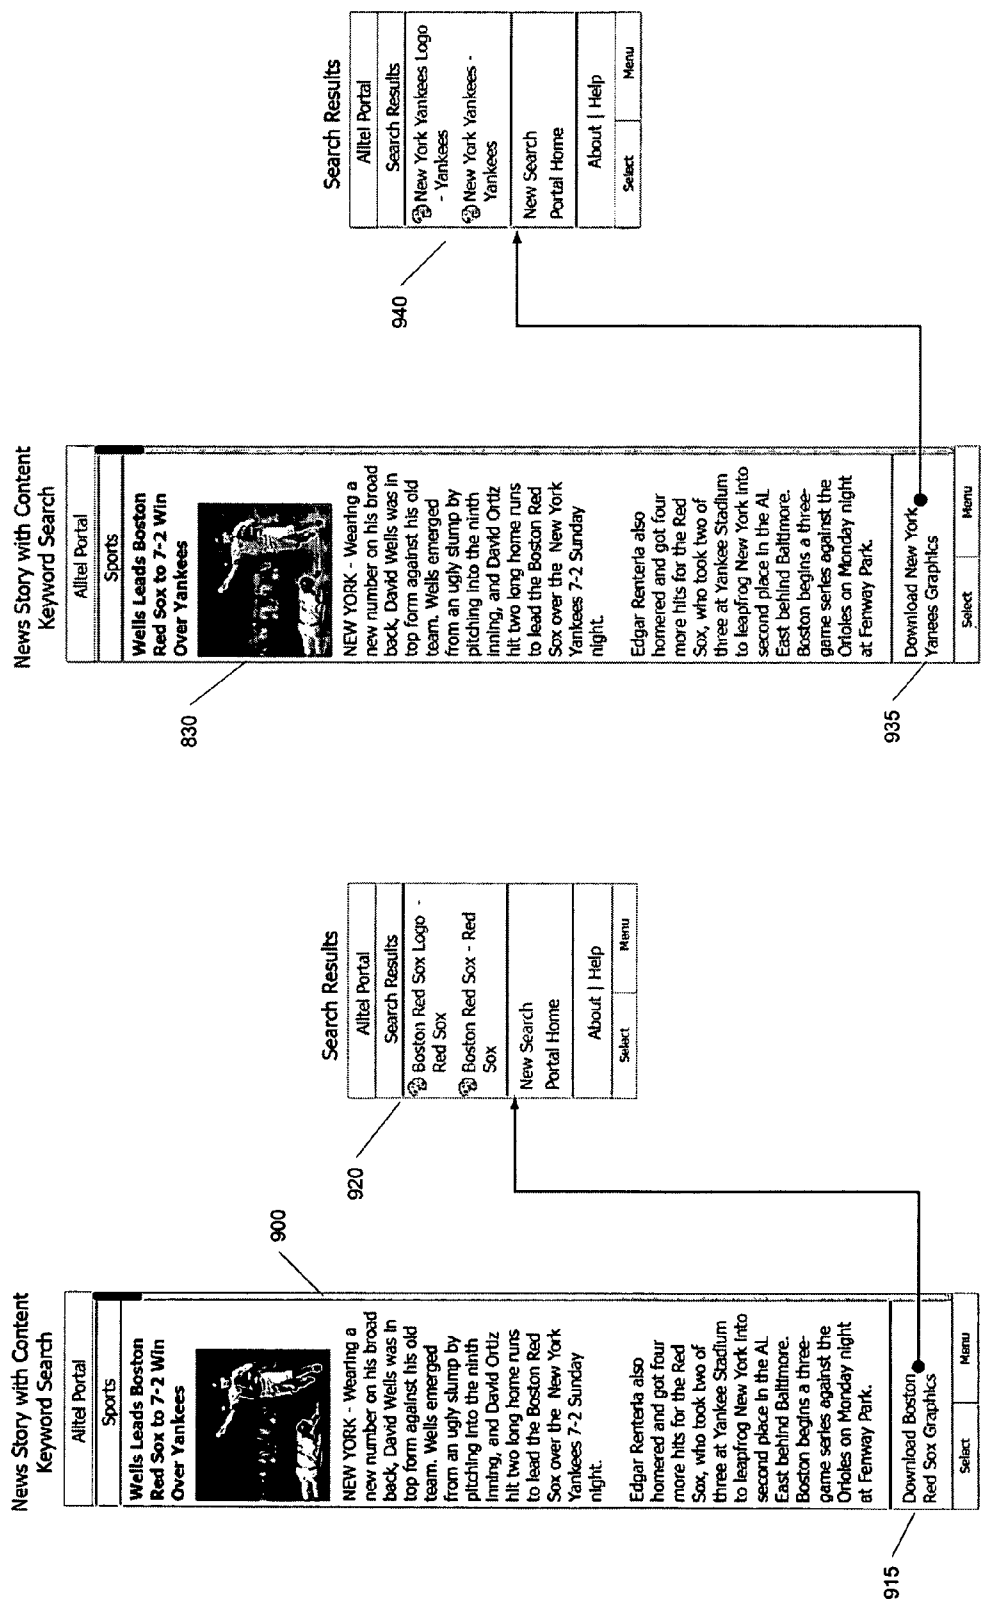 News Story with Content
Keyword Search
Alltel Portal
Sports
Wells Leads Boston
Red Sox to 7-2 Win
Over Yankees
NEW YORK - Wearing a
new number on his broad
back, David Wells was in
top form against his old
team. Wells emerged
from an ugly slump by
pitching into the ninth
inning, and David Ortiz
hit two long home runs
to lead the Boston Red
Sox over the New York
Yankees 7-2 Sunday
night.
Edgar Renteria also
homered and got four
more hits for the Red
Sox, who took two of
three at Yankee Stadium
to leapfrog New York into
second place in the AL
East behind Baltimore.
Boston begins a three-
game series against the
Orioles on Monday night
at Fenway Park.
Download Boston
Red Sox Graphics
Select
Menu
900
915
Search Results
Alltel Portal
Search Results
Boston Red Sox Logo -
Red Sox
Boston Red Sox - Red
Sox
New Search
Portal Home
About | Help
Select
Menu
920
News Story with Content
Keyword Search
Alltel Portal
Sports
Wells Leads Boston
Red Sox to 7-2 Win
Over Yankees
NEW YORK - Wearing a
new number on his broad
back, David Wells was in
top form against his old
team. Wells emerged
from an ugly slump by
pitching into the ninth
inning, and David Ortiz
hit two long home runs
to lead the Boston Red
Sox over the New York
Yankees 7-2 Sunday
night.
Edgar Renteria also
homered and got four
more hits for the Red
Sox, who took two of
three at Yankee Stadium
to leapfrog New York into
second place in the AL
East behind Baltimore.
Boston begins a three-
game series against the
Orioles on Monday night
at Fenway Park.
Download New York
Yanees Graphics
Select
Menu
830
935
Search Results
Alltel Portal
Search Results
New York Yankees Logo
- Yankees
New York Yankees -
Yankees
New Search
Portal Home
About | Help
Select
Menu
940